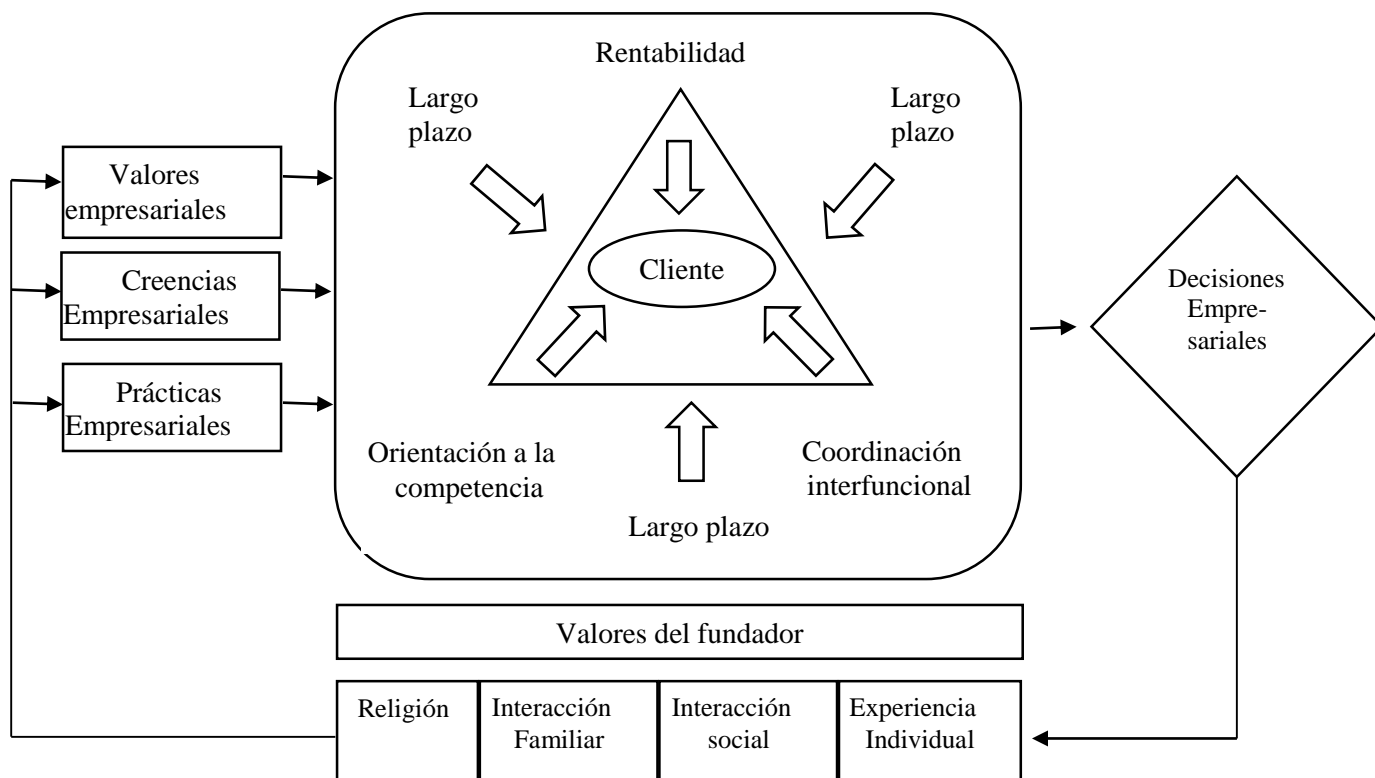 Rentabilidad
Largo
plazo
Largo
plazo
Valores
empresariales
Creencias
Empresariales
Prácticas
Empresariales
Cliente
Decisiones
Empre-
sariales
Orientación a la
competencia
Coordinación
interfuncional
Largo plazo
Valores del fundador
Religión
Interacción
Familiar
Interacción
social
Experiencia
Individual